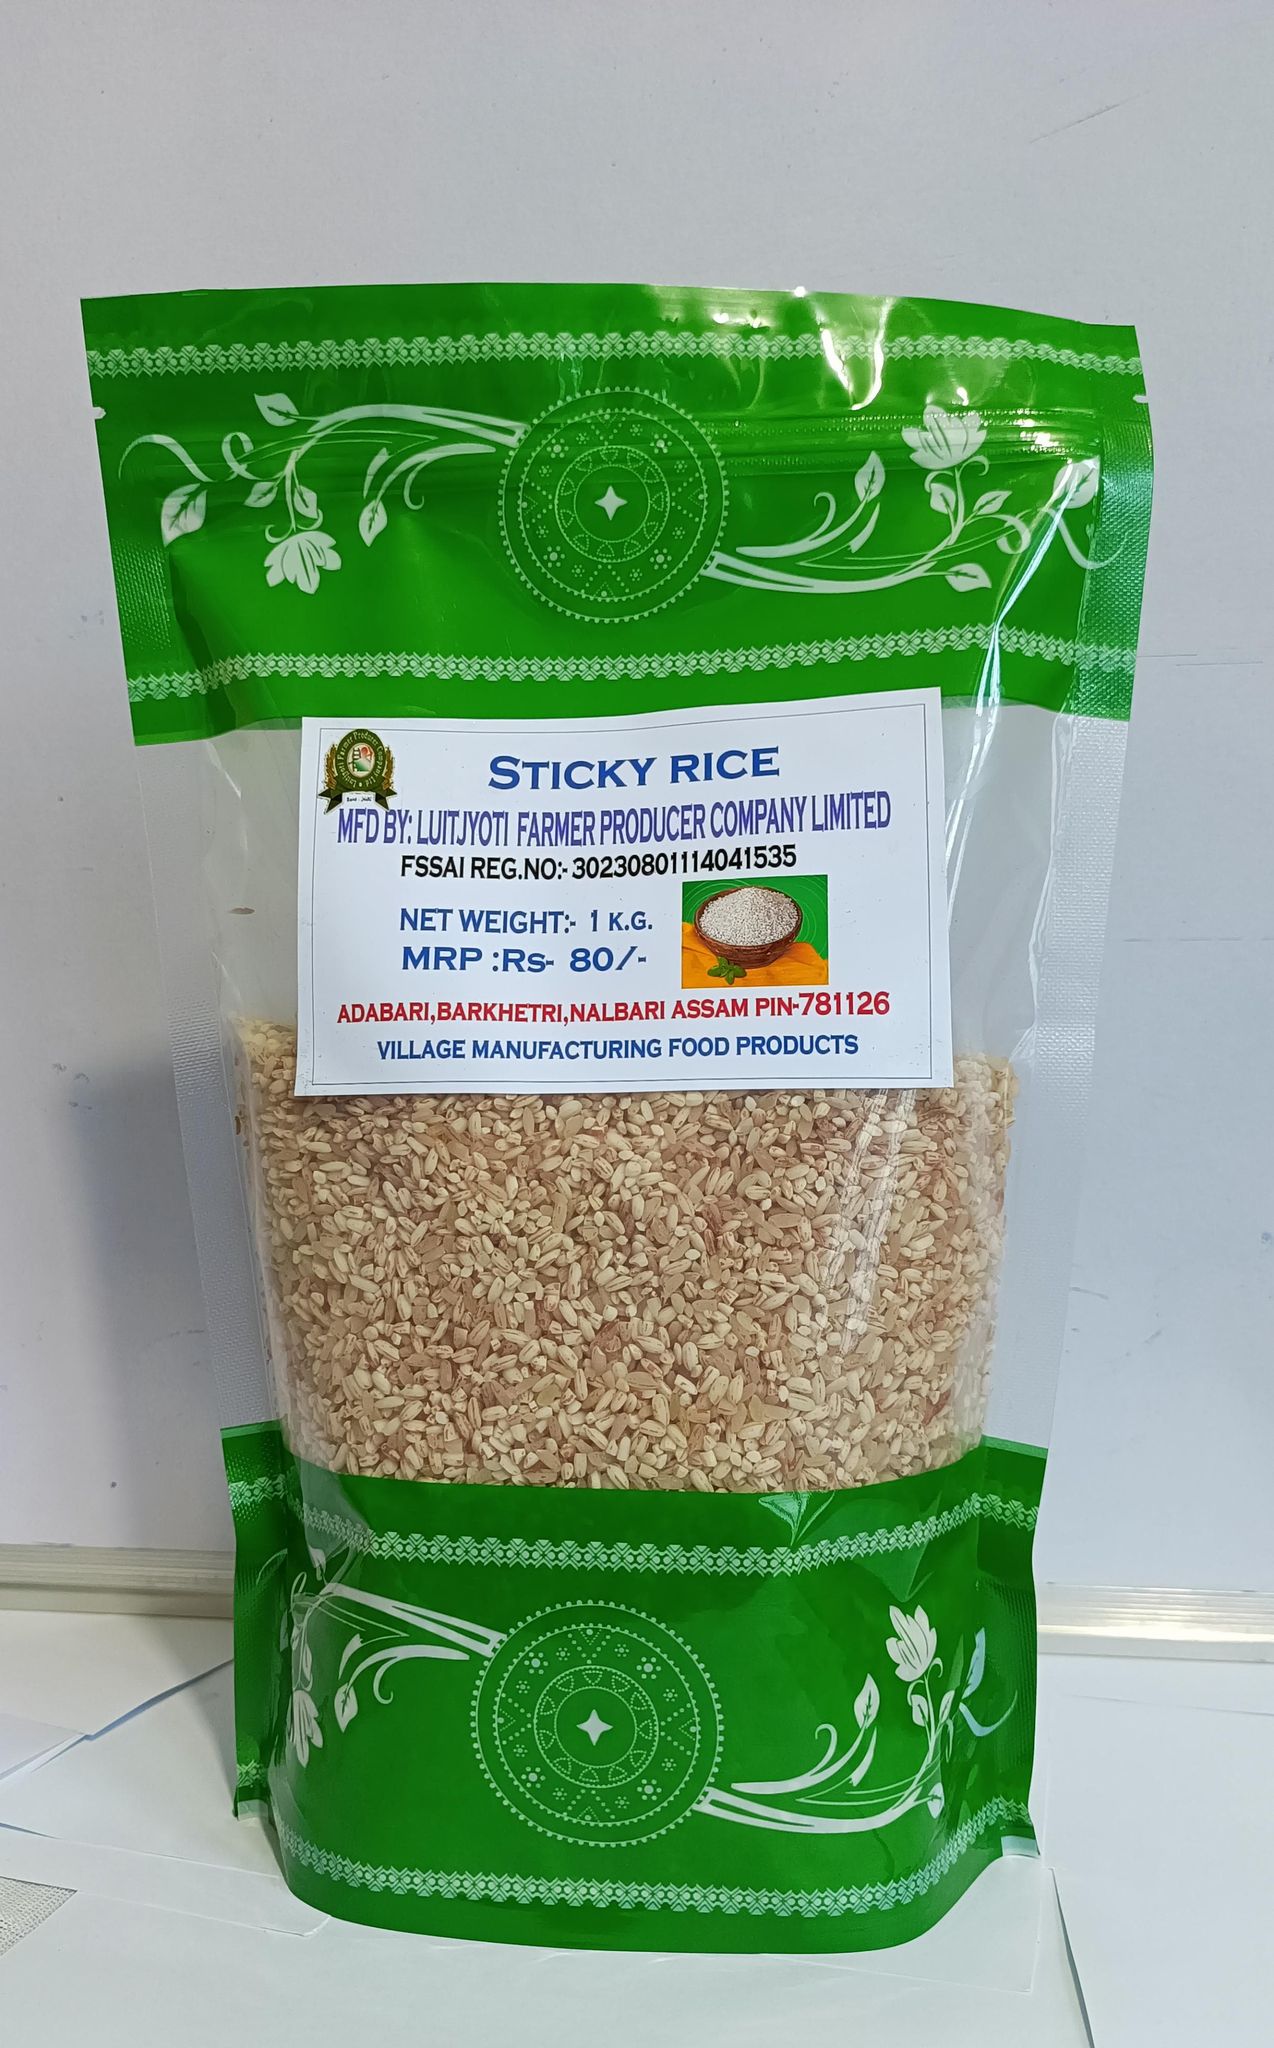 STICKY RICE
MFD BY: LUITJYOTI FARMER PRODUCER COMPANY LIMITED
FSSAI REG.NO:- 30230801114041535
NET WEIGHT:- 1 K.G.
MRP :Rs- 80/-
ADABARI,BARKHETRI,NALBARI ASSAM PIN-781126
VILLAGE MANUFACTURING FOOD PRODUCTS